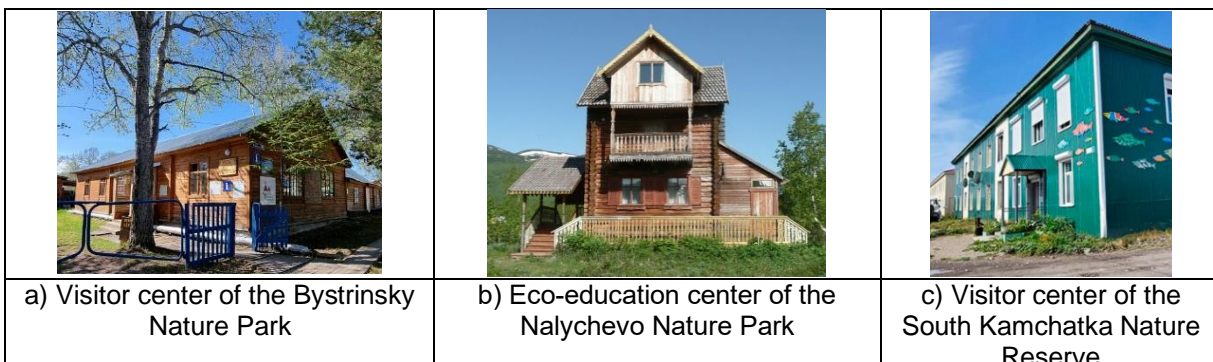 a) Visitor center of the Bystrinsky
Nature Park
b) Eco-education center of the
Nalychevo Nature Park
c) Visitor center of the
South Kamchatka Nature
Reserve